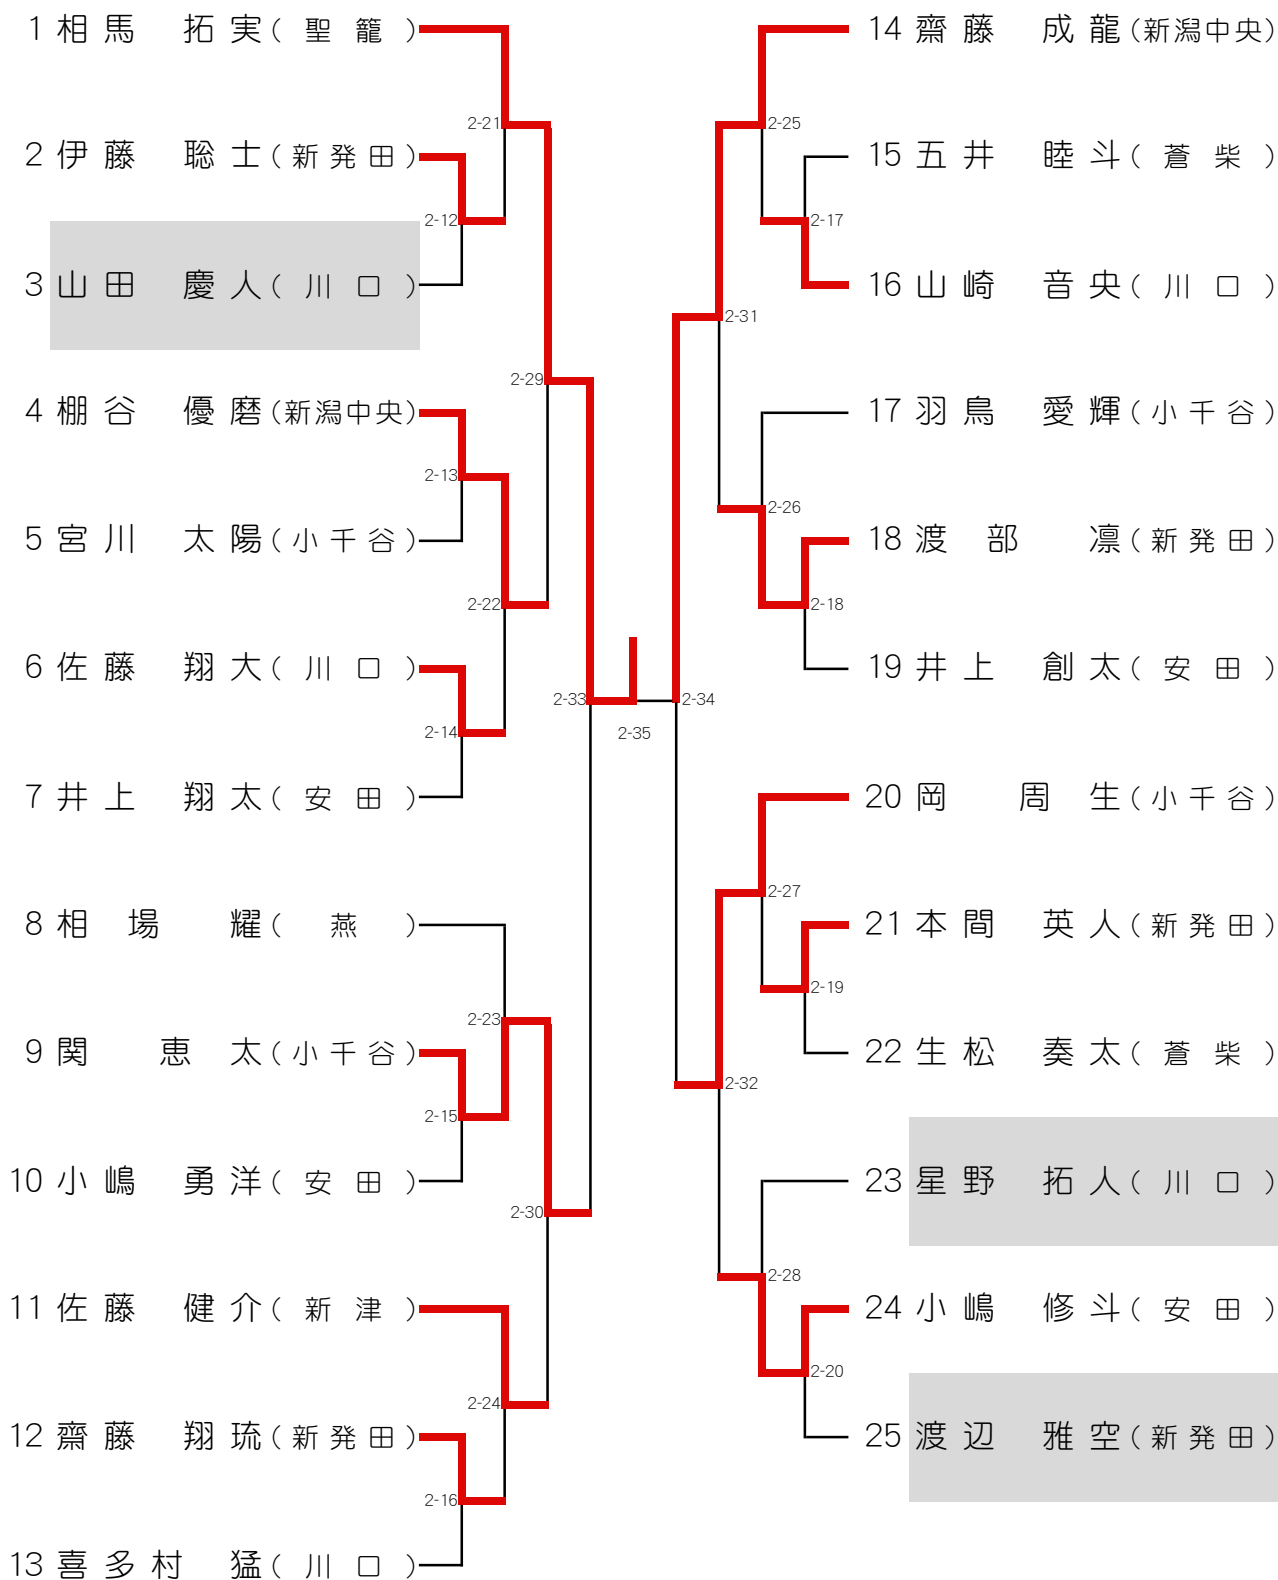 1 相馬 拓実(聖籠)
2 伊藤 聡士(新発田)
3 山田 慶人(川口)
4 棚谷 優磨(新潟中央)
5 宮川 太陽(小千谷)
6 佐藤 翔大(川口)
7 井上 翔太(安田)
8 相場 耀(燕)
9 関 恵太(小千谷)
10 小嶋 勇洋(安田)
11 佐藤 健介(新津)
12 齋藤 翔琉(新発田)
13 喜多村 猛(川口)
2-12
2-13
2-14
2-15
2-16
2-21
2-22
2-23
2-24
2-29
2-30
2-33
2-35
2-34
2-31
2-32
2-25
2-26
2-27
2-28
2-17
2-18
2-19
2-20
14 齋藤 成龍(新潟中央)
15 五井 睦斗(蒼柴)
16 山崎 音央(川口)
17 羽鳥 愛輝(小千谷)
18 渡部 凛(新発田)
19 井上 創太(安田)
20 岡 周生(小千谷)
21 本間 英人(新発田)
22 生松 奏太(蒼柴)
23 星野 拓人(川口)
24 小嶋 修斗(安田)
25 渡辺 雅空(新発田)